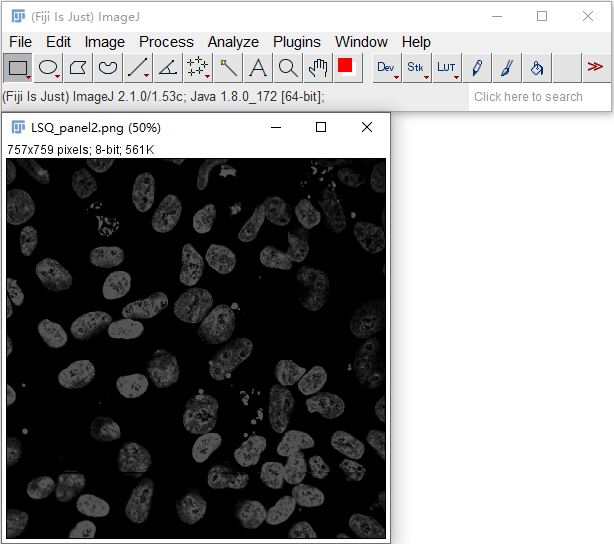 (Fiji Is Just) ImageJ
File Edit Image Process Analyze Plugins Window Help
A Dev Stk LUT >>
(Fiji Is Just) ImageJ 2.1.0/1.53c; Java 1.8.0_172 [64-bit]; Click here to search
LSQ_panel2.png (50%)
757x759 pixels; 8-bit; 561K